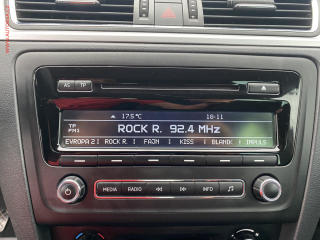 AS TP
17.5°C 18:11
TP
FM1
ROCK R. 92.4 MHz
EVROPA 2 | ROCK R. | FAJN | KISS | BLANÍK | IMPULS
MEDIA RADIO INFO